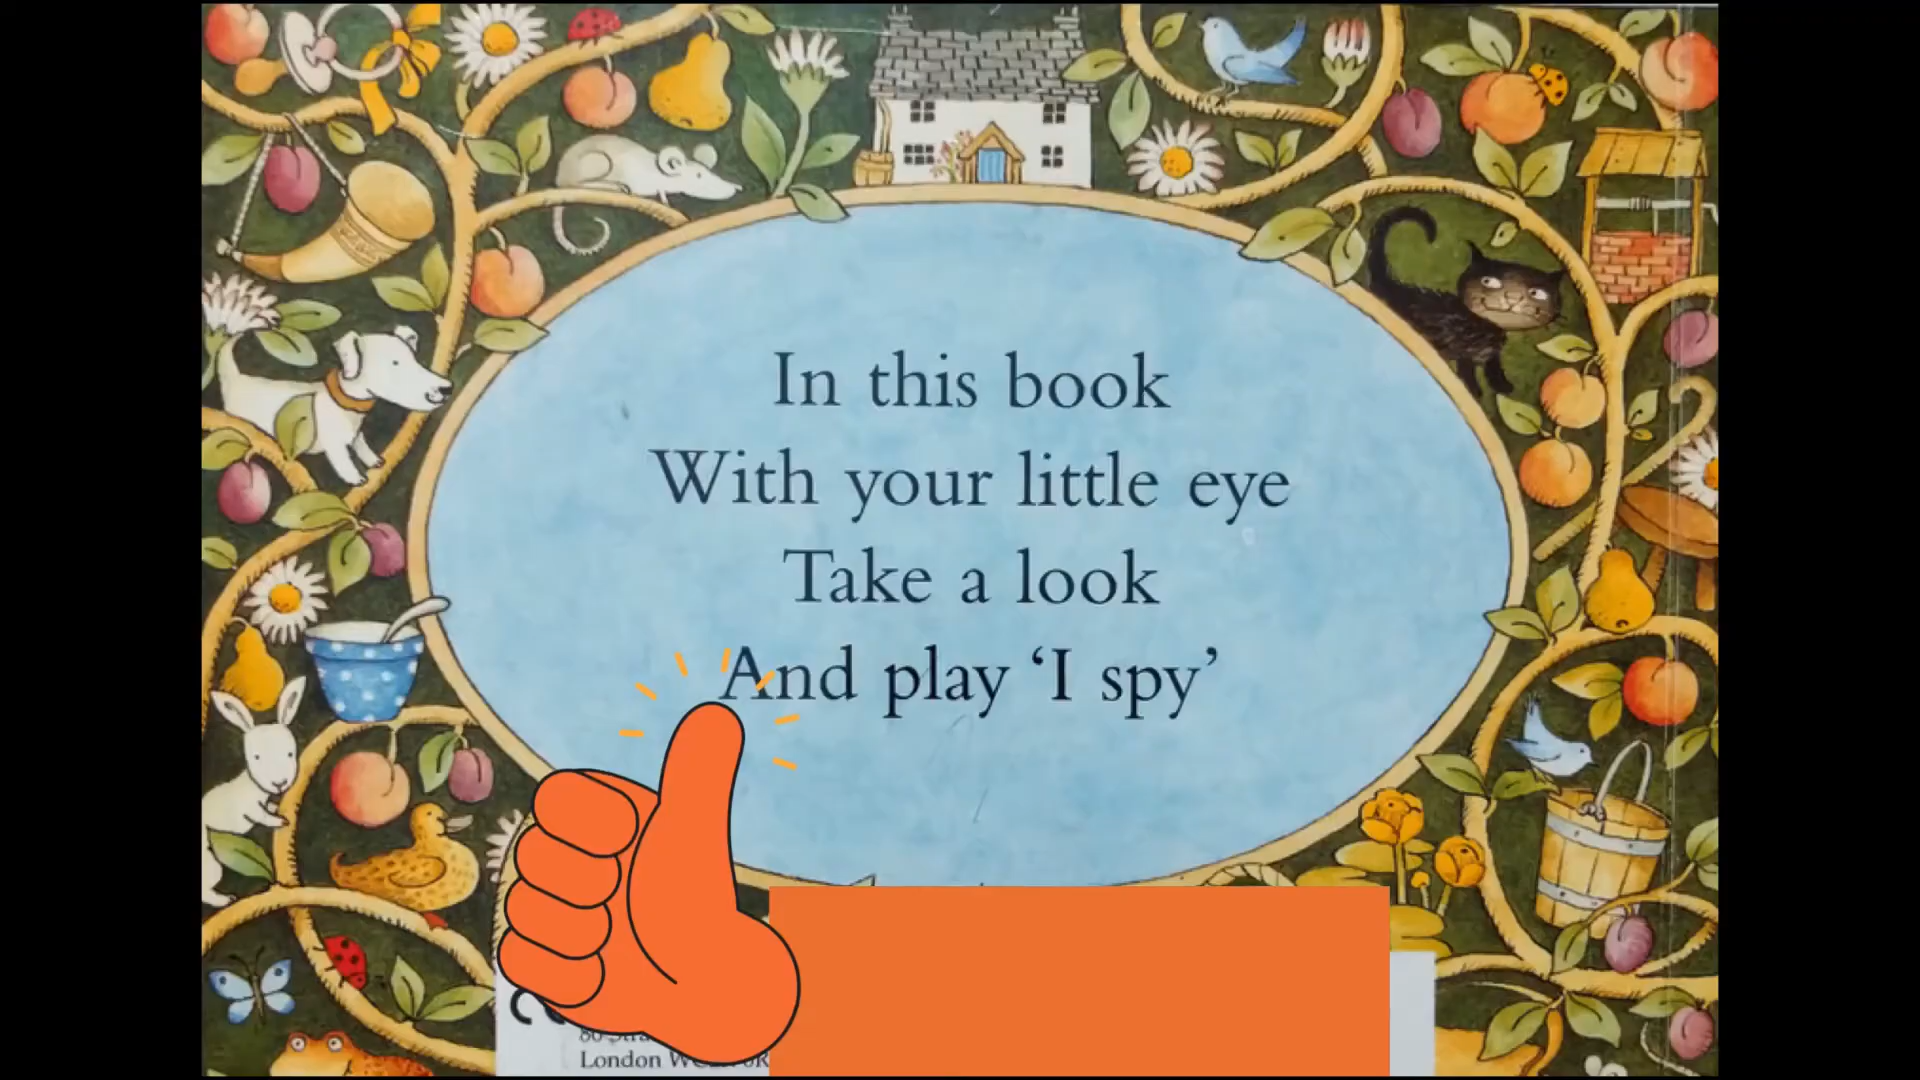 In this book
With your little eye
Take a look
And play ‘I spy’
London